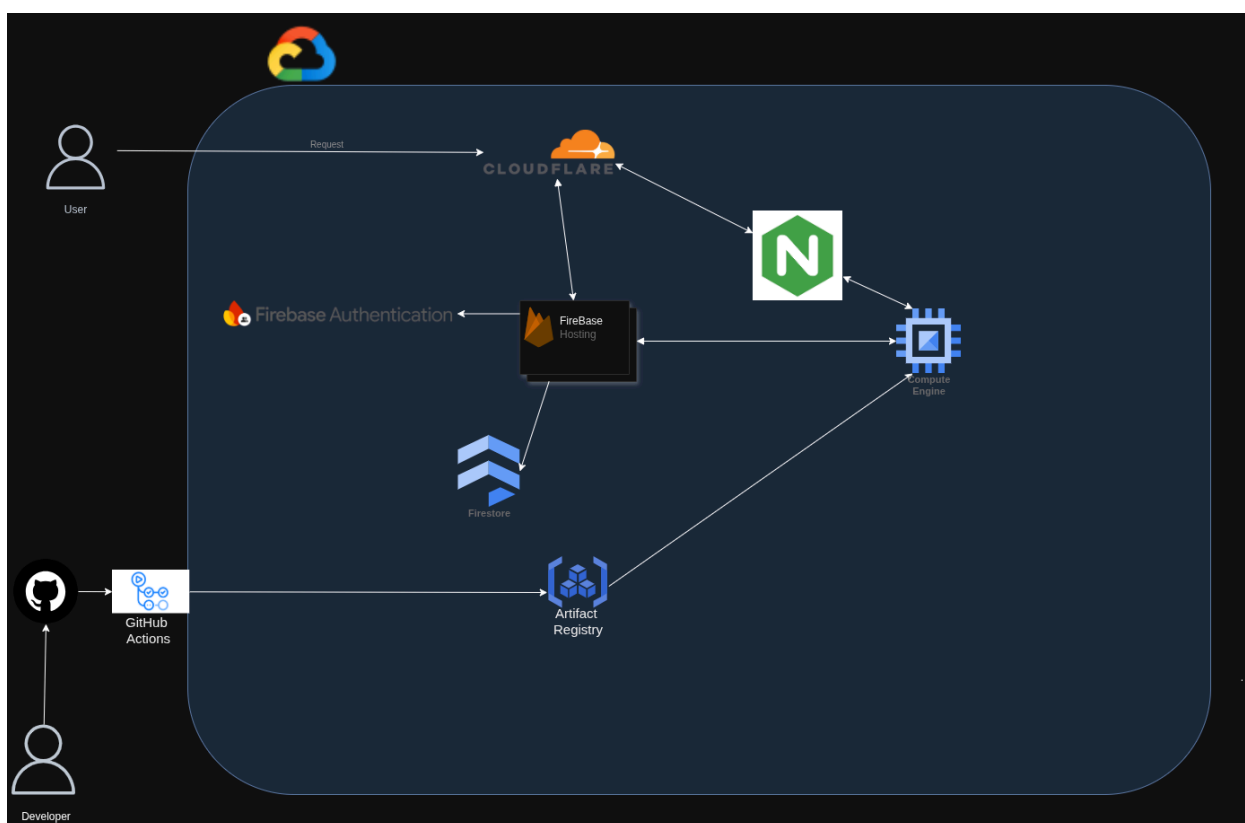 Request
CLOUDFLARE
User
Firebase Authentication
FireBase
Hosting
Compute
Engine
Firestore
Artifact
Registry
GitHub
Actions
Developer